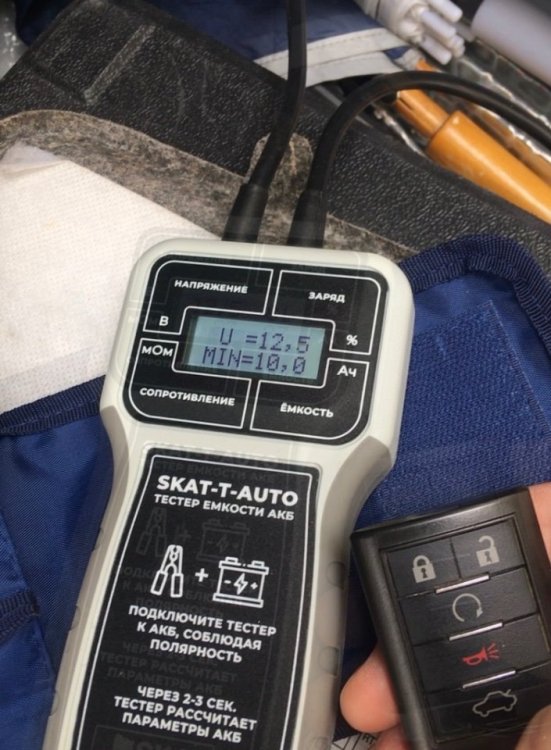 НАПРЯЖЕНИЕ
ЗАРЯД
В
%
U =12,5
MIN=10,0
мОм
Ач
СОПРОТИВЛЕНИЕ
ЁМКОСТЬ
SKAT-T-AUTO
ТЕСТЕР ЕМКОСТИ АКБ
ПОДКЛЮЧИТЕ ТЕСТЕР
К АКБ, СОБЛЮДАЯ
ПОЛЯРНОСТЬ
ЧЕРЕЗ 2-3 СЕК.
ТЕСТЕР РАССЧИТАЕТ
ПАРАМЕТРЫ АКБ